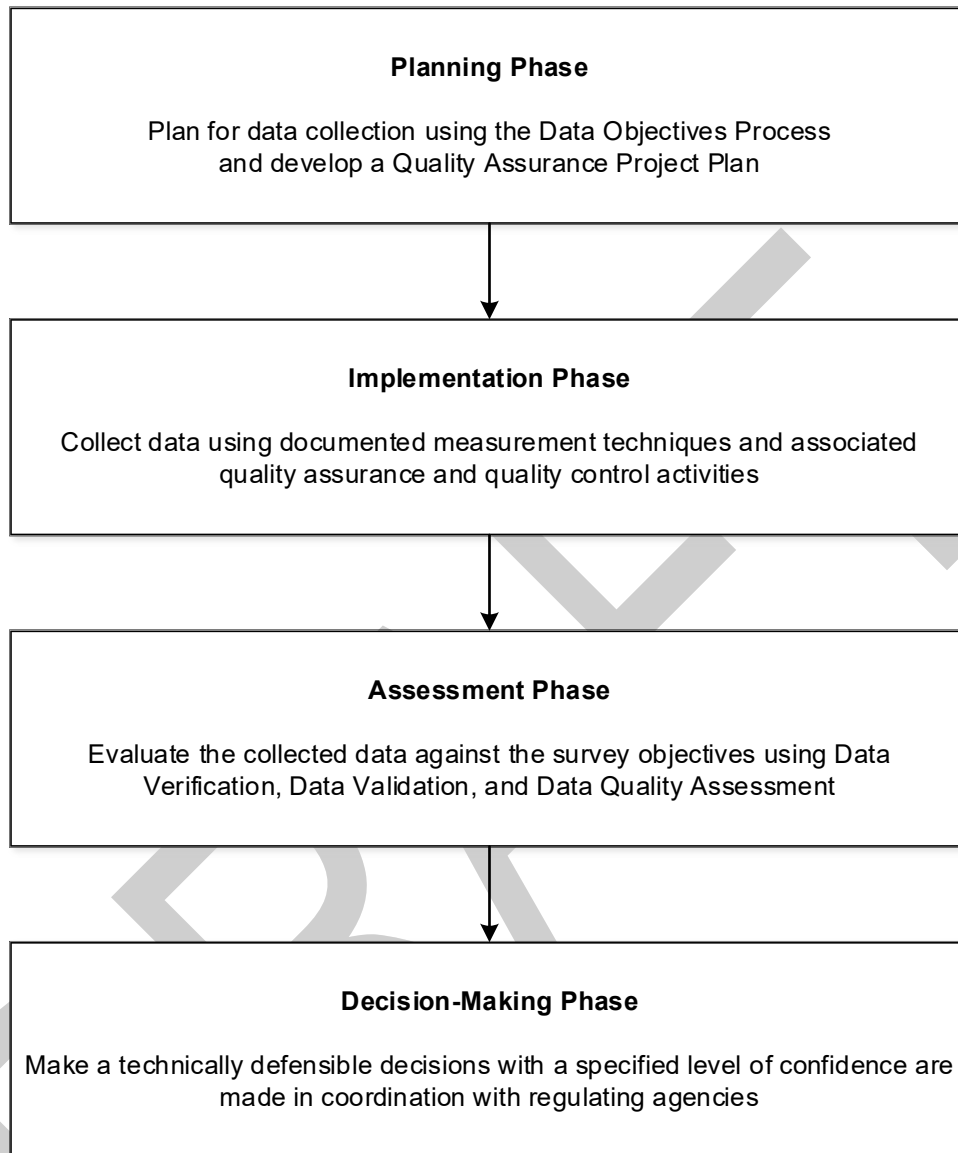 Planning Phase
Plan for data collection using the Data Objectives Process
and develop a Quality Assurance Project Plan
Implementation Phase
Collect data using documented measurement techniques and associated
quality assurance and quality control activities
Assessment Phase
Evaluate the collected data against the survey objectives using Data
Verification, Data Validation, and Data Quality Assessment
Decision-Making Phase
Make a technically defensible decisions with a specified level of confidence are
made in coordination with regulating agencies